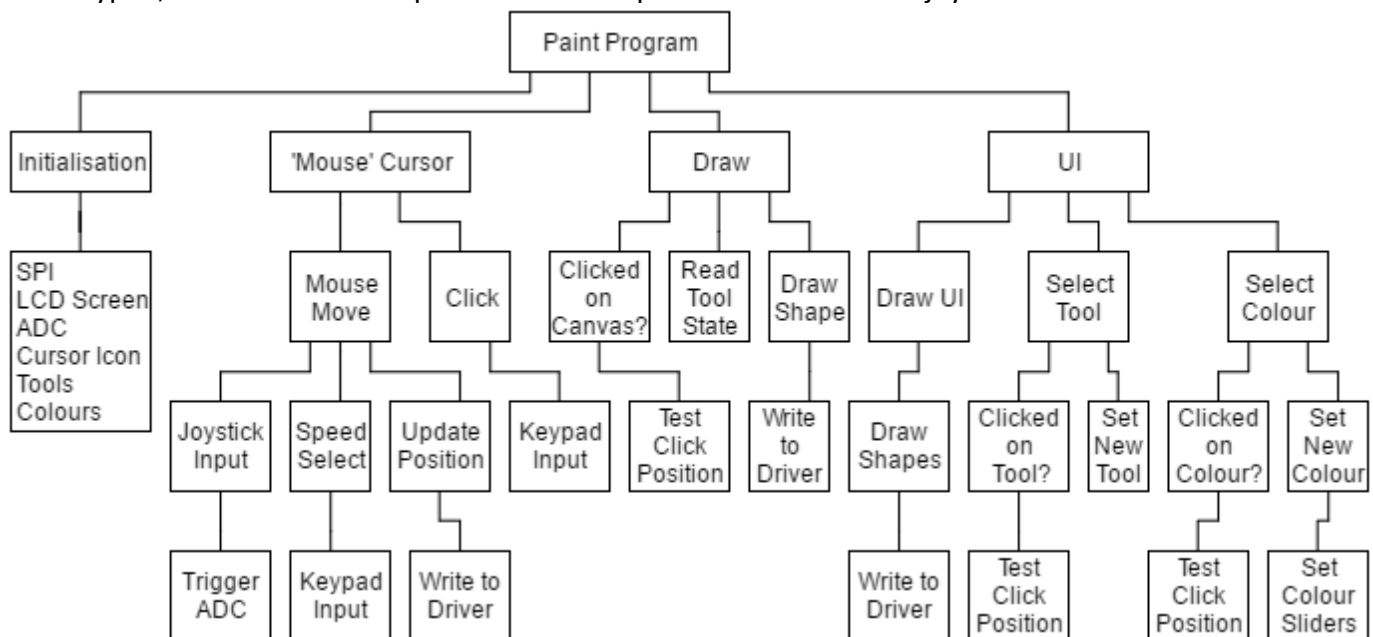 Paint Program
Initialisation
'Mouse' Cursor
Draw
UI
SPI
LCD Screen
ADC
Cursor Icon
Tools
Colours
Mouse
Move
Click
Clicked
on
Canvas?
Read
Tool
State
Draw
Shape
Draw UI
Select
Tool
Select
Colour
Joystick
Input
Speed
Select
Update
Position
Keypad
Input
Test
Click
Position
Write
to
Driver
Draw
Shapes
Clicked
on
Tool?
Set
New
Tool
Clicked
on
Colour?
Set
New
Colour
Trigger
ADC
Keypad
Input
Write to
Driver
Write to
Driver
Test
Click
Position
Test
Click
Position
Set
Colour
Sliders